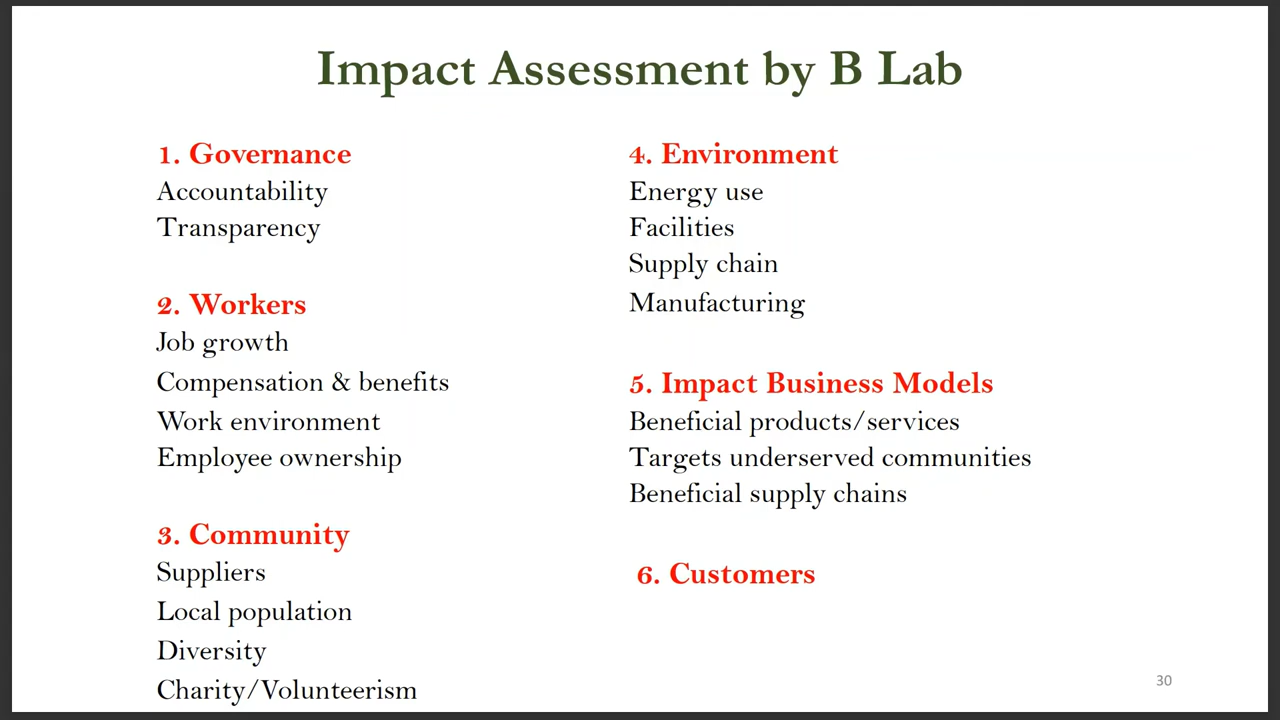 Impact Assessment by B Lab
1. Governance
Accountability
Transparency
2. Workers
Job growth
Compensation & benefits
Work environment
Employee ownership
3. Community
Suppliers
Local population
Diversity
Charity/Volunteerism
4. Environment
Energy use
Facilities
Supply chain
Manufacturing
5. Impact Business Models
Beneficial products/services
Targets underserved communities
Beneficial supply chains
6. Customers
30